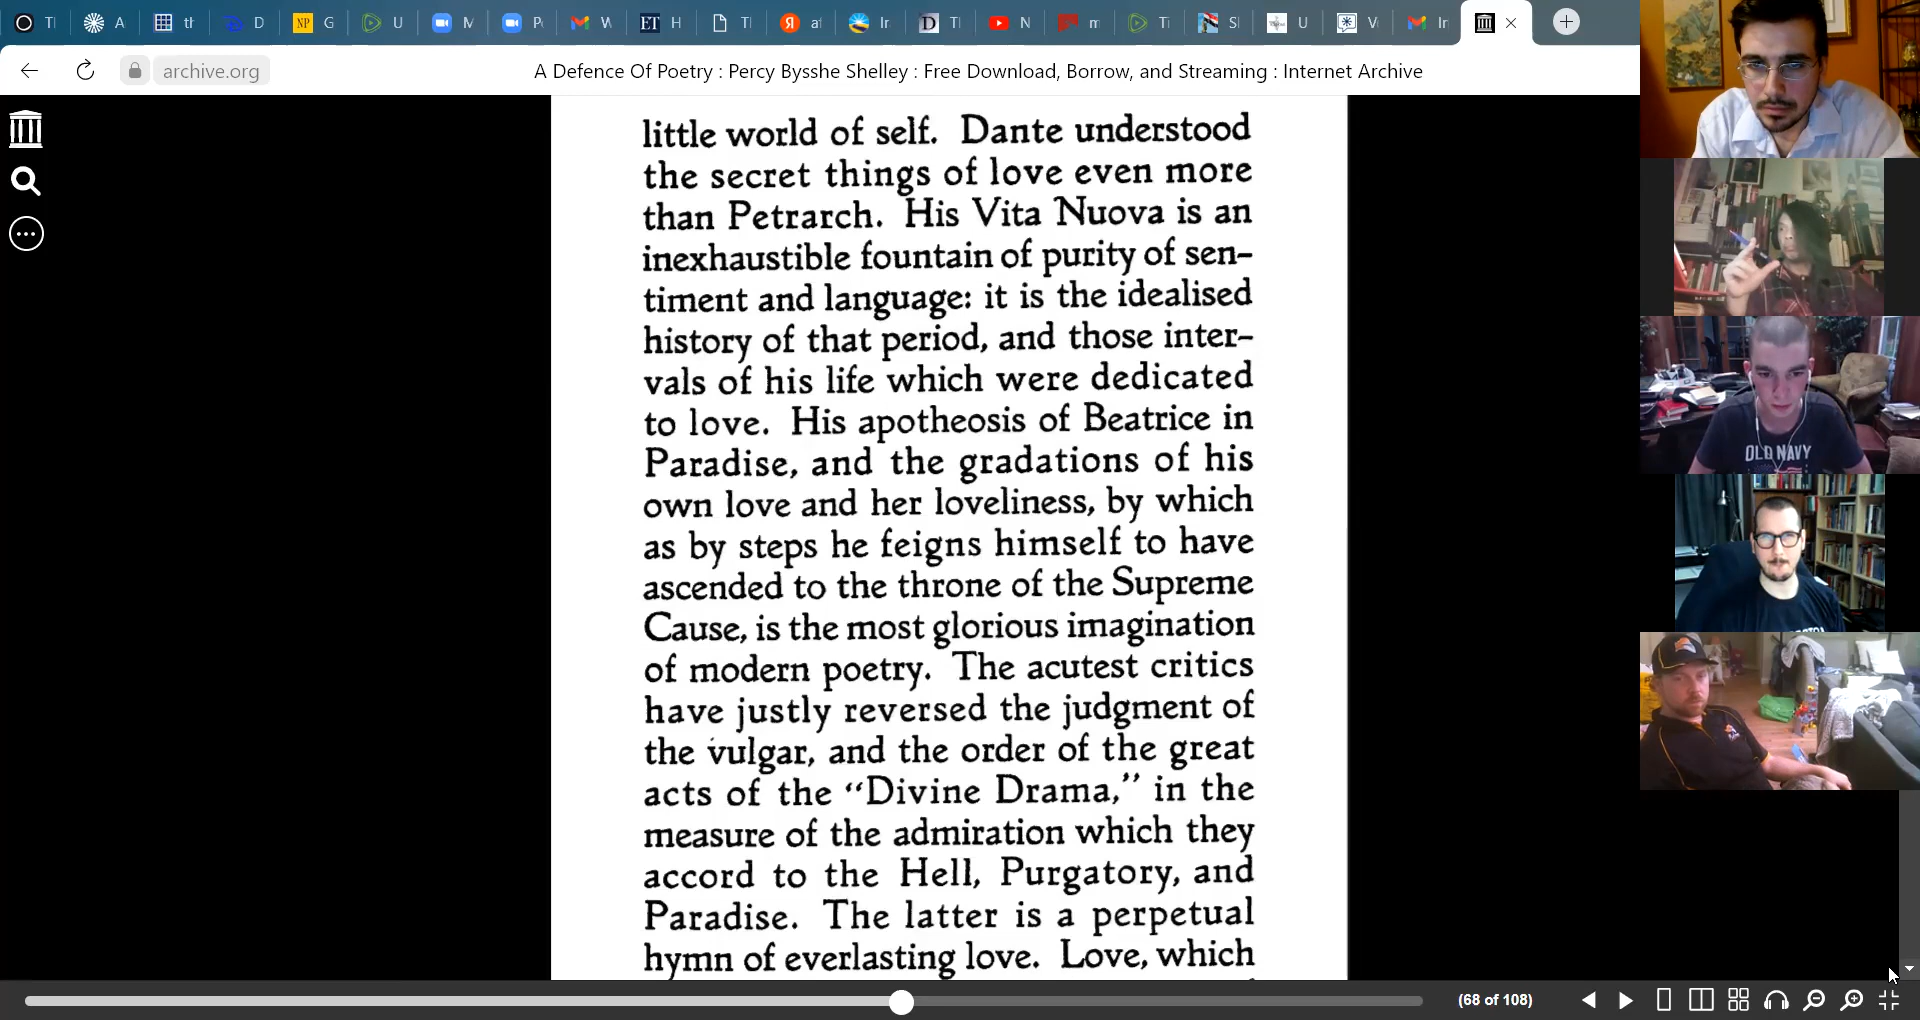 T
A
th
D
NP G
U
M
P
W
ET H
T
Я a
Ir
D T
N
m
Ti
S
U
V
Ir
archive.org
A Defence Of Poetry : Percy Bysshe Shelley : Free Download, Borrow, and Streaming : Internet Archive
little world of self. Dante understood
the secret things of love even more
than Petrarch. His Vita Nuova is an
inexhaustible fountain of purity of sen-
timent and language: it is the idealised
history of that period, and those inter-
vals of his life which were dedicated
to love. His apotheosis of Beatrice in
Paradise, and the gradations of his
own love and her loveliness, by which
as by steps he feigns himself to have
ascended to the throne of the Supreme
Cause, is the most glorious imagination
of modern poetry. The acutest critics
have justly reversed the judgment of
the vulgar, and the order of the great
acts of the “Divine Drama,” in the
measure of the admiration which they
accord to the Hell, Purgatory, and
Paradise. The latter is a perpetual
hymn of everlasting love. Love, which
OLD NAVY
(68 of 108)